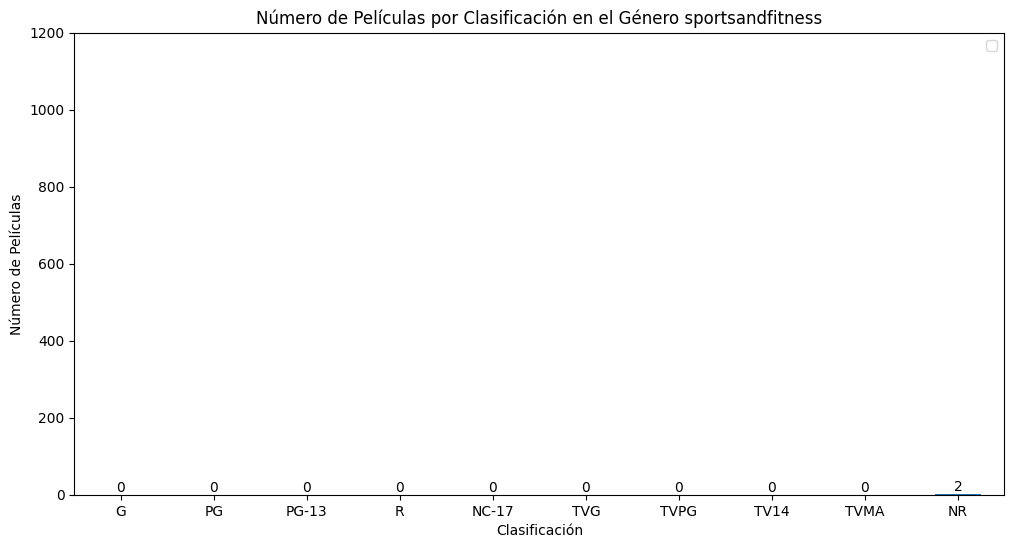 Número de Películas por Clasificación en el Género sportsandfitness
1200
1000
800
600
400
200
0
Número de Películas
0 0 0 0 0 0 0 0 0 2
G PG PG-13 R NC-17 TVG TVPG TV14 TVMA NR
Clasificación